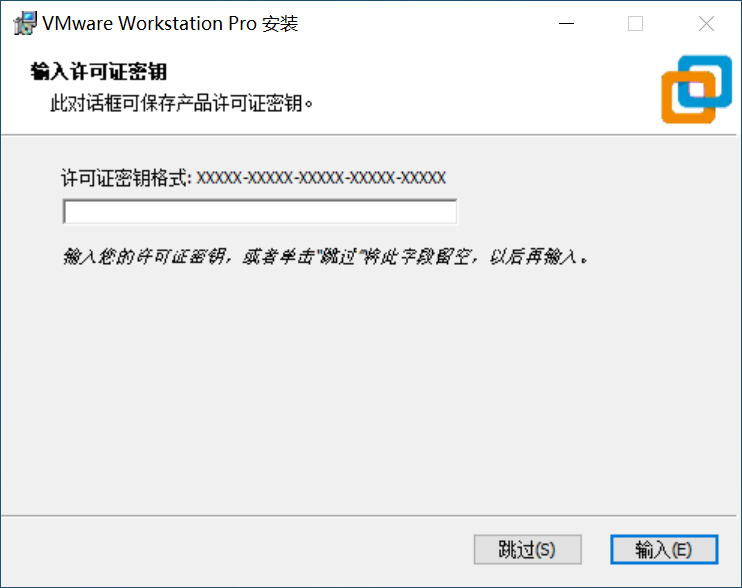 VMware Workstation Pro 安装
输入许可证密钥
此对话框可保存产品许可证密钥。
许可证密钥格式: XXXXX-XXXXX-XXXXX-XXXXX-XXXXX
输入您的许可证密钥，或者单击"跳过"将此字段留空，以后再输入。
跳过(S)
输入(E)